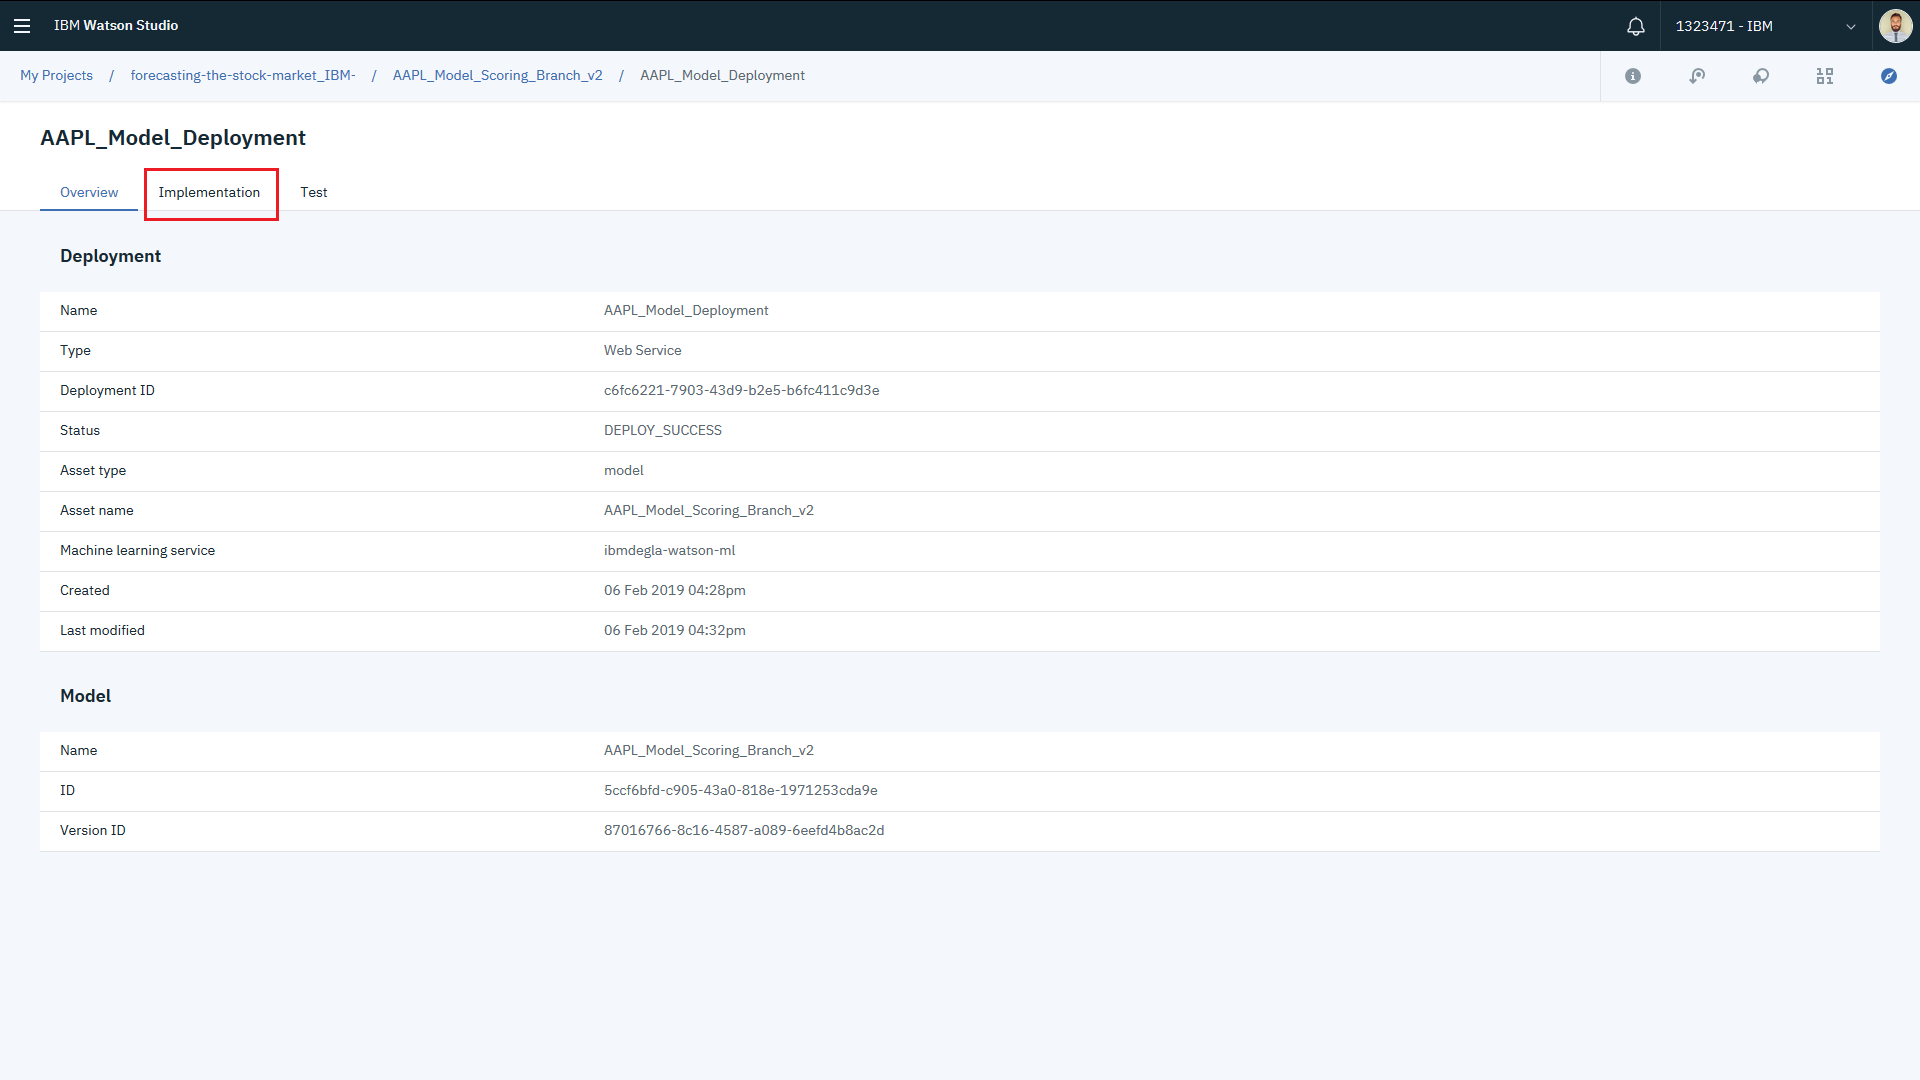 IBM Watson Studio
1323471 - IBM
My Projects / forecasting-the-stock-market_IBM- / AAPL_Model_Scoring_Branch_v2 / AAPL_Model_Deployment
AAPL_Model_Deployment
Overview Implementation Test
Deployment
Name AAPL_Model_Deployment
Type Web Service
Deployment ID c6fc6221-7903-43d9-b2e5-b6fc411c9d3e
Status DEPLOY_SUCCESS
Asset type model
Asset name AAPL_Model_Scoring_Branch_v2
Machine learning service ibmdegla-watson-ml
Created 06 Feb 2019 04:28pm
Last modified 06 Feb 2019 04:32pm
Model
Name AAPL_Model_Scoring_Branch_v2
ID 5ccf6bfd-c905-43a0-818e-1971253cda9e
Version ID 87016766-8c16-4587-a089-6eefd4b8ac2d